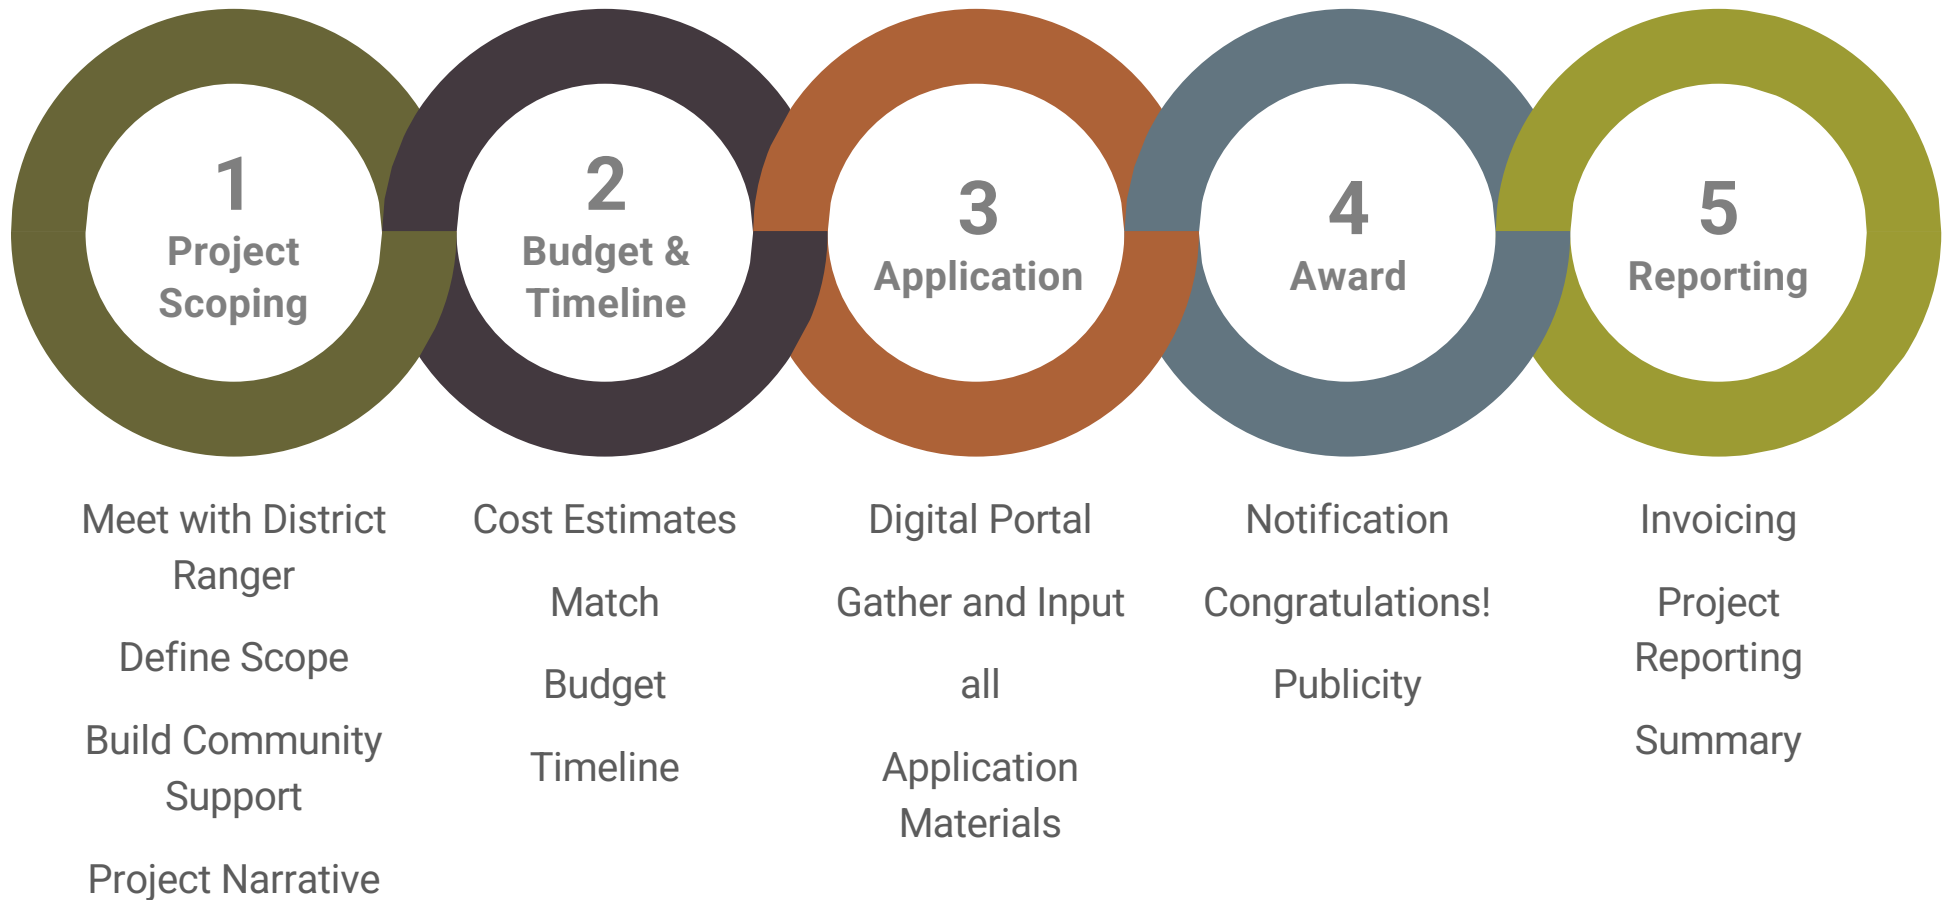 1
Project
Scoping
2
Budget &
Timeline
3
Application
4
Award
5
Reporting
Meet with District
Ranger
Define Scope
Build Community
Support
Project Narrative
Cost Estimates
Match
Budget
Timeline
Digital Portal
Gather and Input
all
Application
Materials
Notification
Congratulations!
Publicity
Invoicing
Project
Reporting
Summary